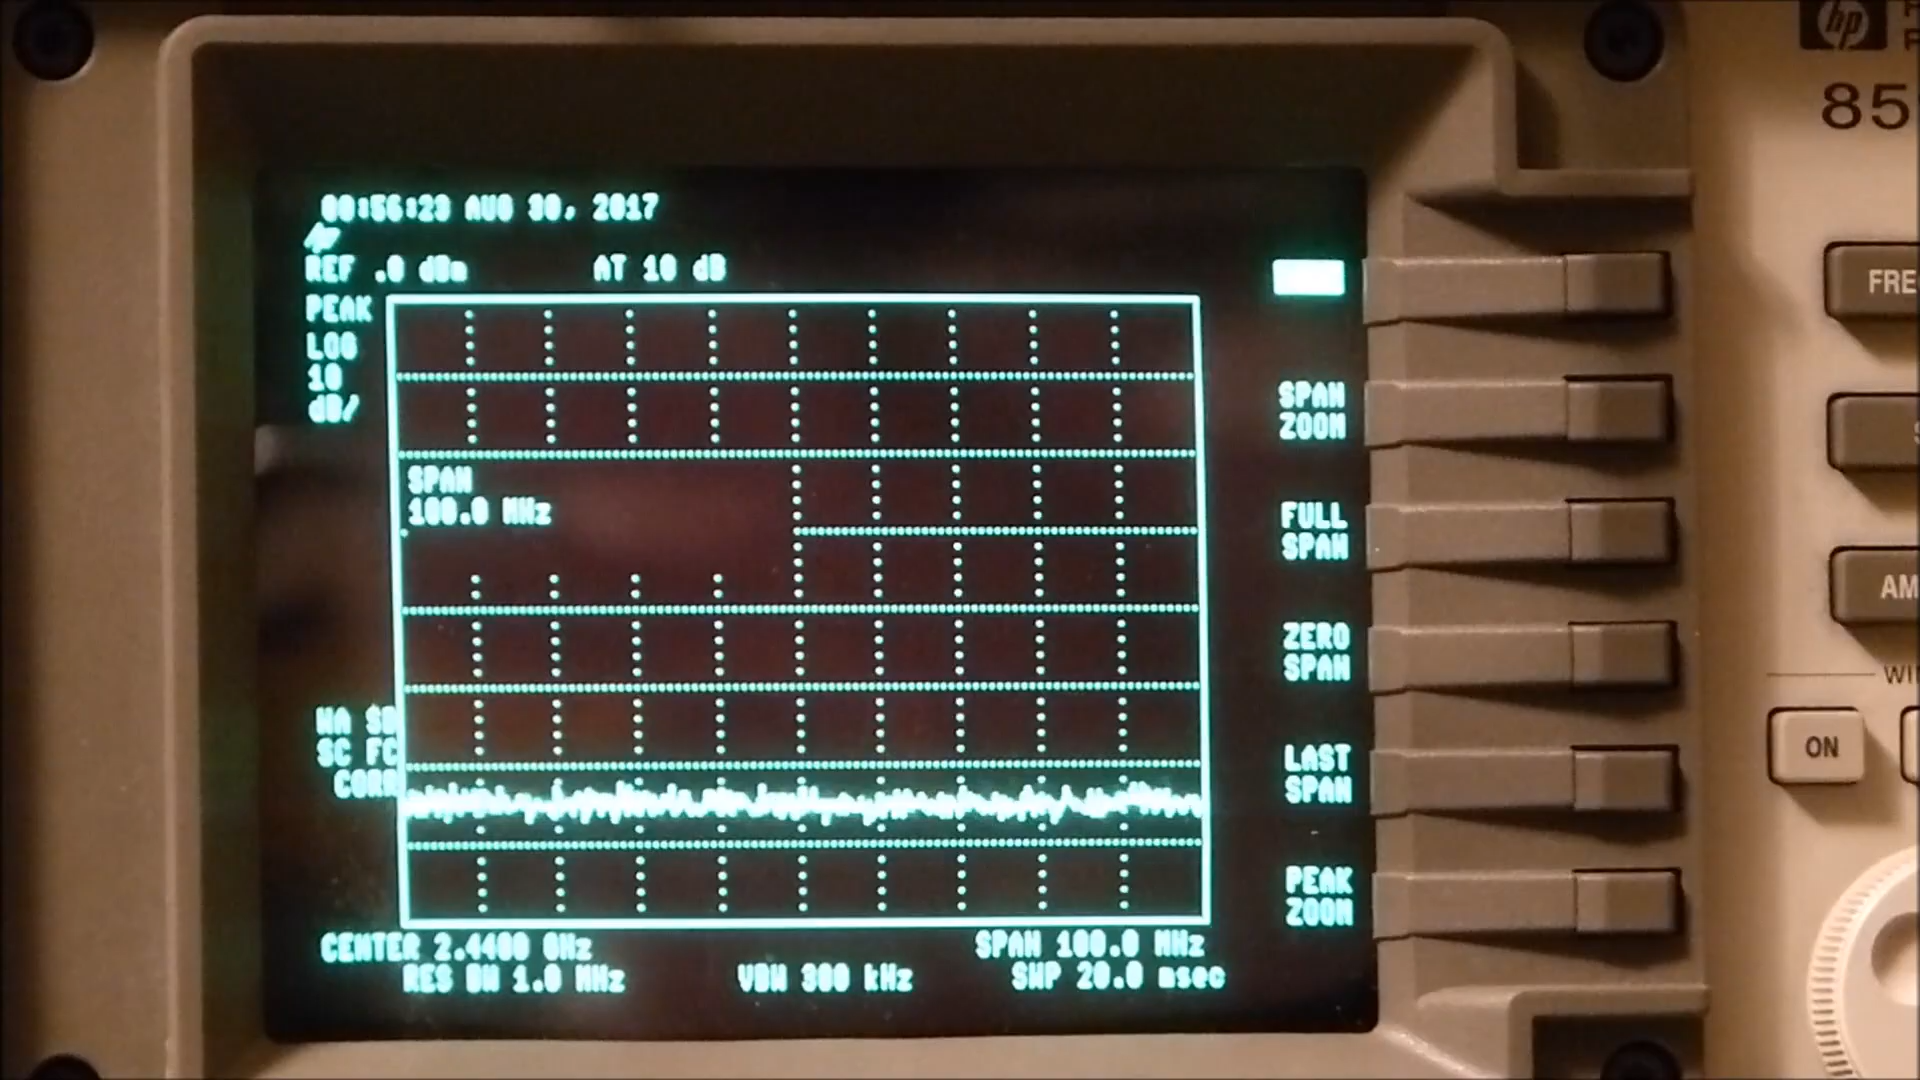 hp
85
00:56:23 AUG 30, 2017
REF .0 dBm AT 10 dB
PEAK
LOG
10
dB/
SPAN
100.0 MHz
WA SB
SC FC
CORR
CENTER 2.4400 GHz
SPAN 100.0 MHz
RES BW 1.0 MHz
VBW 300 kHz
SWP 20.0 msec
SPAN
ZOOM
FULL
SPAN
ZERO
SPAN
LAST
SPAN
PEAK
ZOOM
FRE
AM
WI
ON